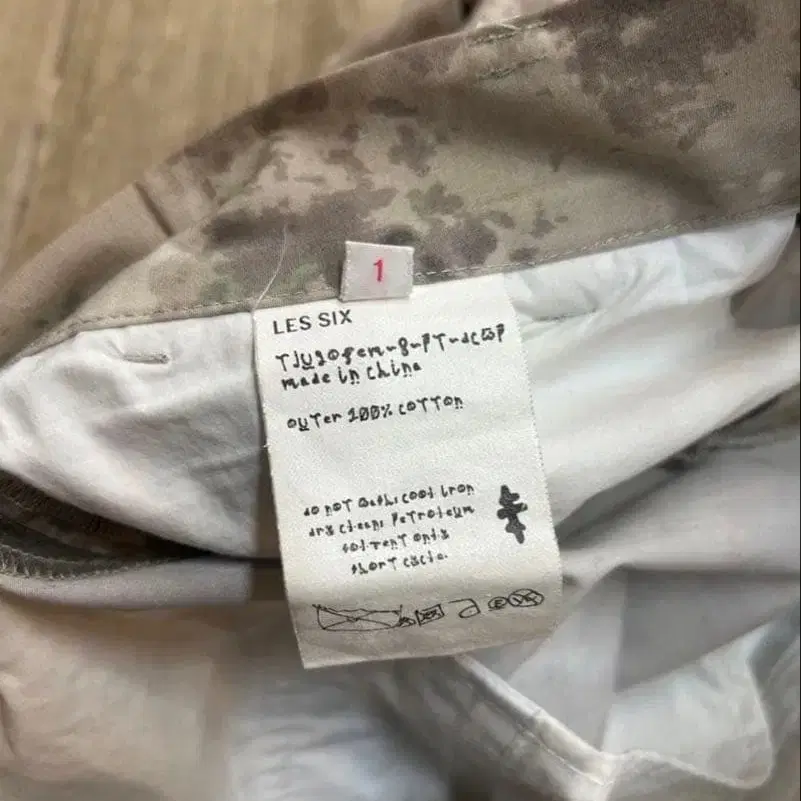 1
LES SIX
made in china
outer 100% cotton
do not wash: cool iron
dry clean: petroleum
solvent only
short cycle.